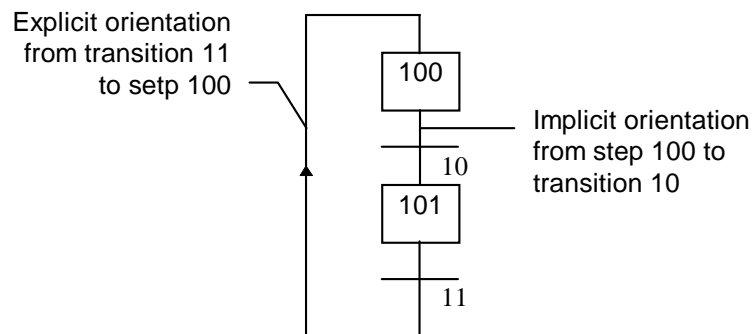 Explicit orientation
from transition 11
to setp 100
100
Implicit orientation
from step 100 to
transition 10
10
101
11